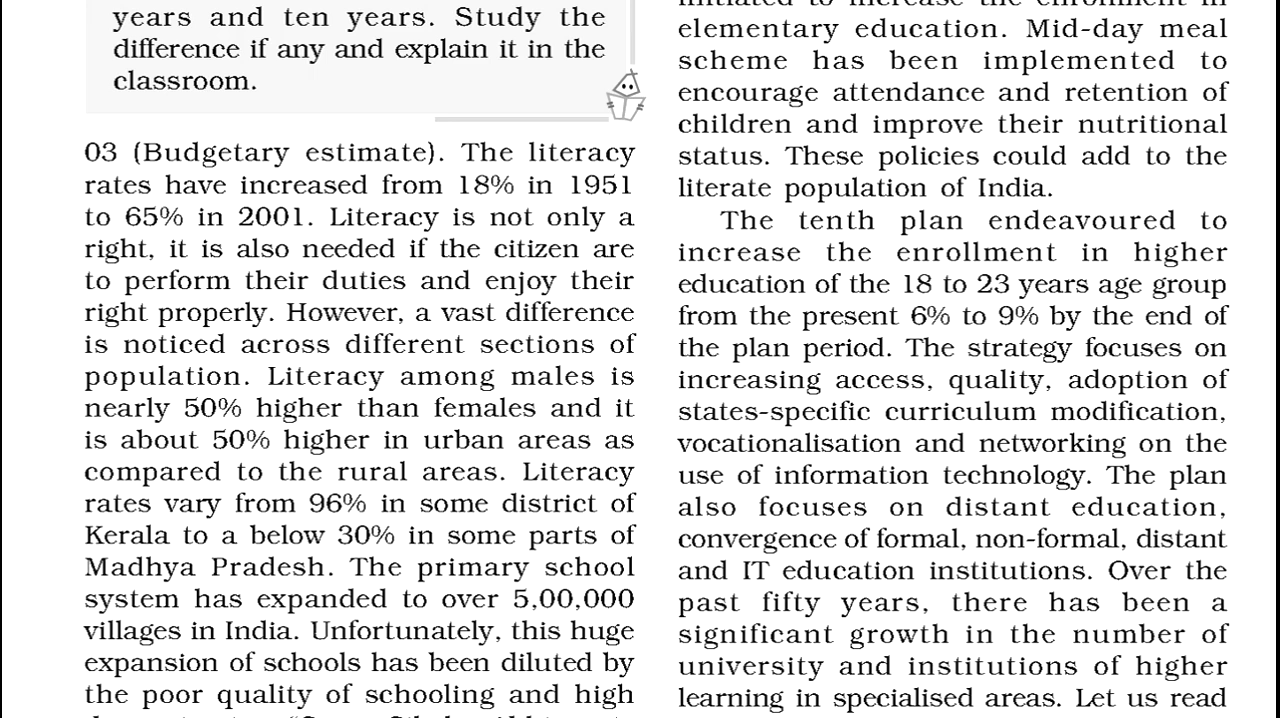 years and ten years. Study the
difference if any and explain it in the
classroom.
03 (Budgetary estimate). The literacy
rates have increased from 18% in 1951
to 65% in 2001. Literacy is not only a
right, it is also needed if the citizen are
to perform their duties and enjoy their
right properly. However, a vast difference
is noticed across different sections of
population. Literacy among males is
nearly 50% higher than females and it
is about 50% higher in urban areas as
compared to the rural areas. Literacy
rates vary from 96% in some district of
Kerala to a below 30% in some parts of
Madhya Pradesh. The primary school
system has expanded to over 5,00,000
villages in India. Unfortunately, this huge
expansion of schools has been diluted by
the poor quality of schooling and high
initiated to increase the enrolment in
elementary education. Mid-day meal
scheme has been implemented to
encourage attendance and retention of
children and improve their nutritional
status. These policies could add to the
literate population of India.
The tenth plan endeavoured to
increase the enrollment in higher
education of the 18 to 23 years age group
from the present 6% to 9% by the end of
the plan period. The strategy focuses on
increasing access, quality, adoption of
states-specific curriculum modification,
vocationalisation and networking on the
use of information technology. The plan
also focuses on distant education,
convergence of formal, non-formal, distant
and IT education institutions. Over the
past fifty years, there has been a
significant growth in the number of
university and institutions of higher
learning in specialised areas. Let us read